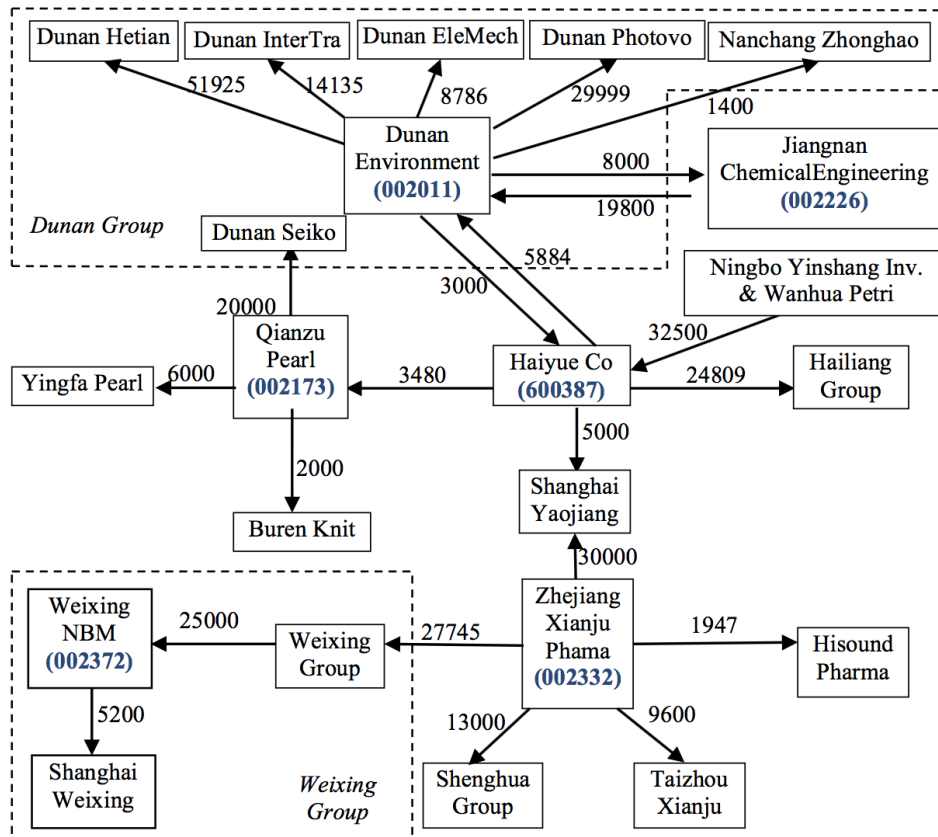 Dunan Hetian
Dunan InterTra
Dunan EleMech
Dunan Photovo
Nanchang Zhonghao
51925
14135
8786
29999
1400
Dunan
Environment
(002011)
8000
19800
Jiangnan
ChemicalEngineering
(002226)
Dunan Group
Dunan Seiko
3000
5884
Ningbo Yinshang Inv.
& Wanhua Petri
20000
32500
Qianzu
Pearl
(002173)
Yingfa Pearl
6000
3480
Haiyue Co
(600387)
24809
Hailiang
Group
2000
5000
Buren Knit
Shanghai
Yaojiang
30000
Weixing
NBM
(002372)
25000
Weixing
Group
27745
Zhejiang
Xianju
Phama
(002332)
1947
Hisound
Pharma
5200
13000
9600
Shanghai
Weixing
Weixing
Group
Shenghua
Group
Taizhou
Xianju